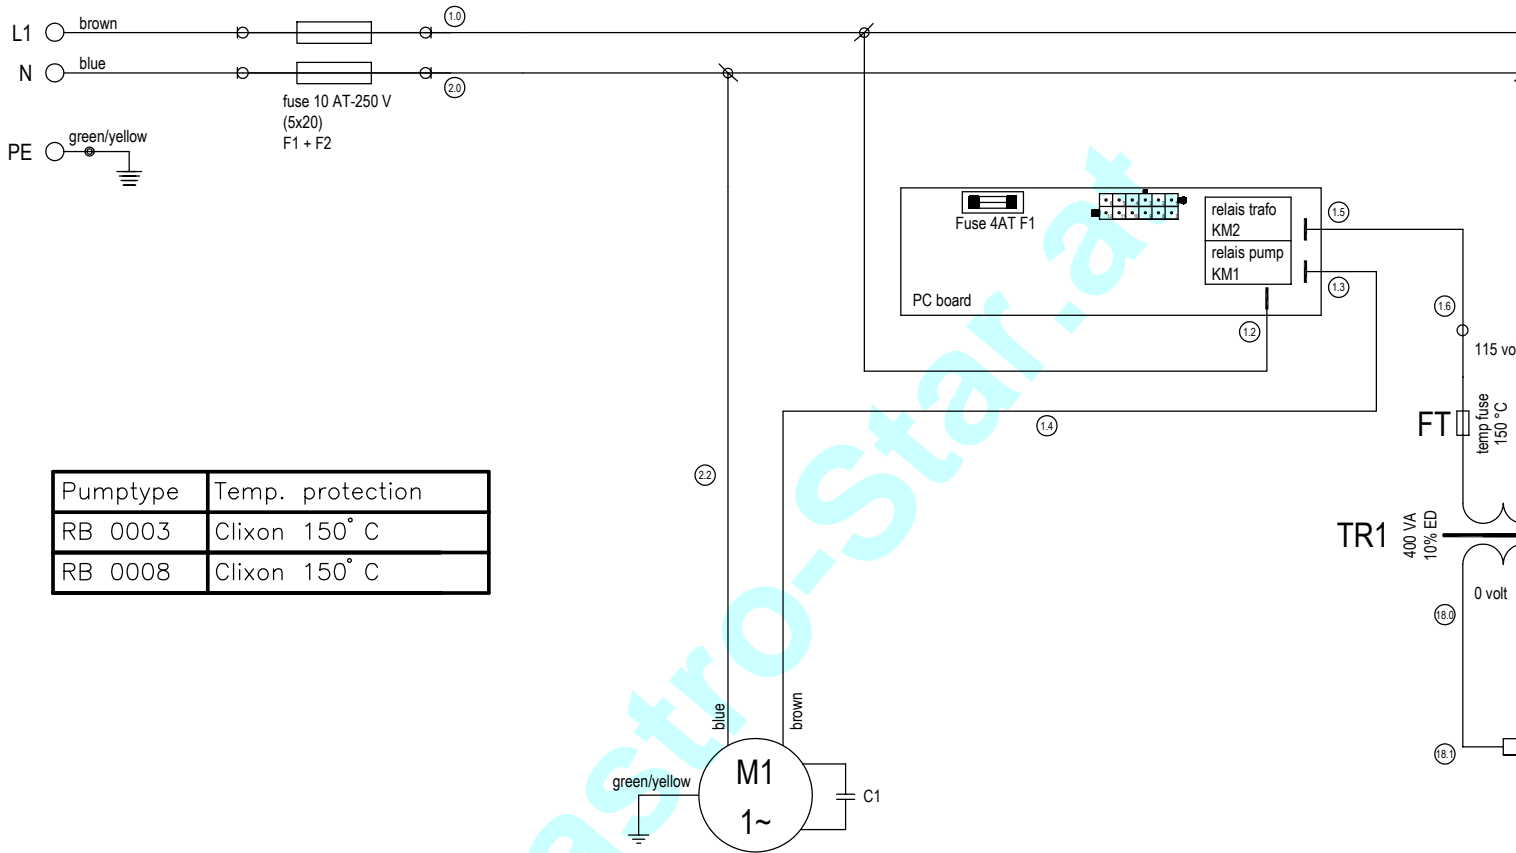 L1
brown
1.0
N
blue
2.0
fuse 10 AT-250 V
(5x20)
F1 + F2
PE
green/yellow
Fuse 4AT F1
relais trafo
KM2
relais pump
KM1
PC board
1.5
1.3
1.2
1.6
115 vo
1.4
FT
temp fuse
150 °C
2.2
Pumptype Temp. protection
RB 0003 Clixon 150° C
RB 0008 Clixon 150° C
TR1
400 VA
10% ED
0 volt
18.0
18.1
blue
brown
green/yellow
M1
1~
C1
astro-Star.at